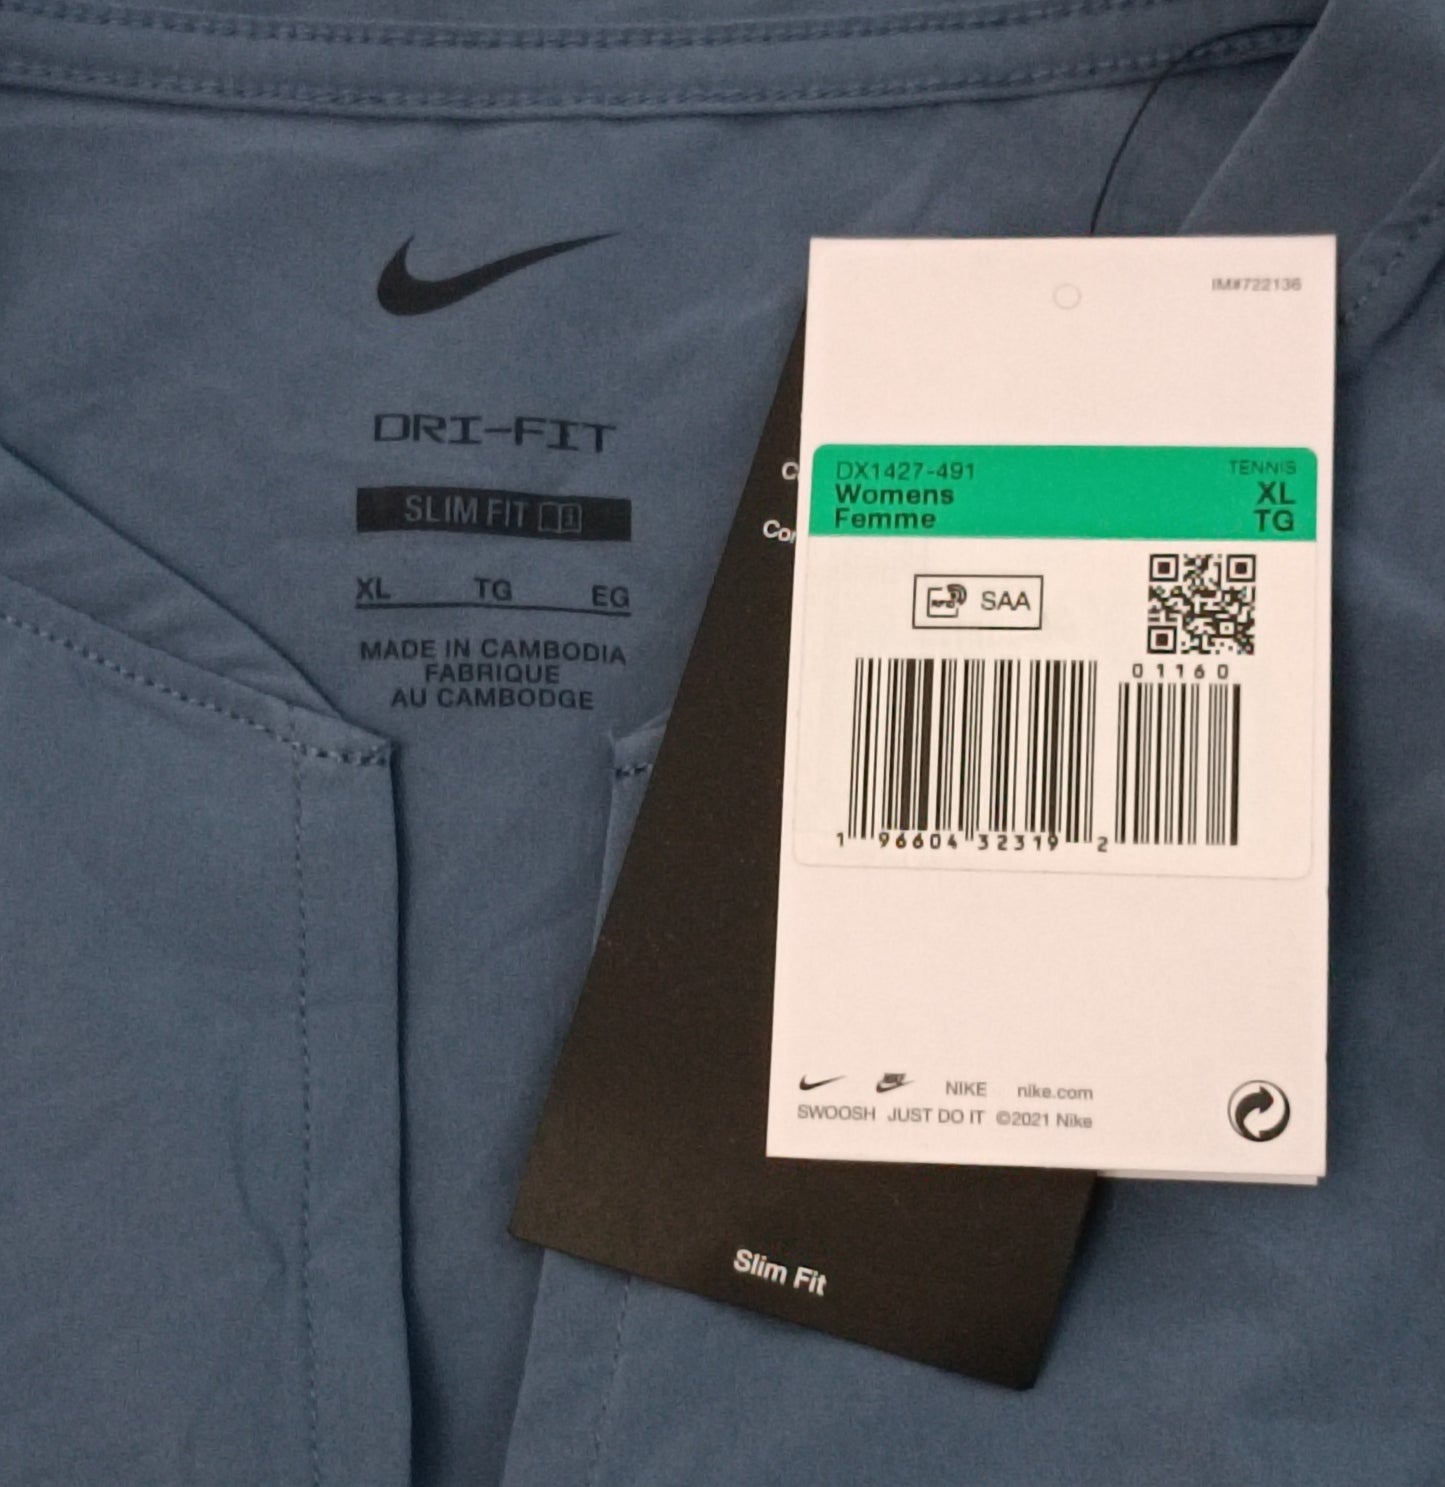 DRI-FIT
SLIM FIT
XL TG EG
MADE IN CAMBODIA
FABRIQUE
AU CAMBODGE
IM#722136
DX1427-491 TENNIS
Womens XL
Femme TG
RFID SAA
01160
1 96604 32319 2
NIKE nike.com
SWOOSH JUST DO IT ©2021 Nike
Slim Fit